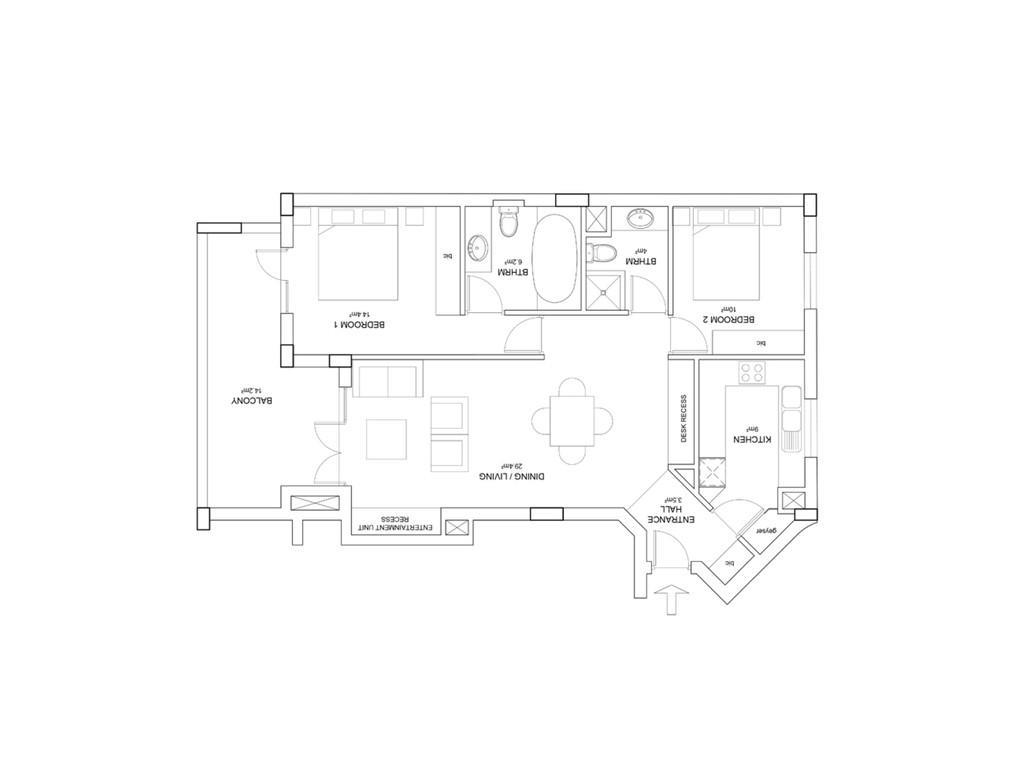 BEDROOM 1
14.4m²
bic
BTHRM
6.2m²
BTHRM
4m²
BEDROOM 2
10m²
bic
BALCONY
14.2m²
DINING / LIVING
29.4m²
DESK RECESS
KITCHEN
9m²
ENTRANCE
HALL
3.5m²
ENTERTAINMENT UNIT
RECESS
geyser
bic